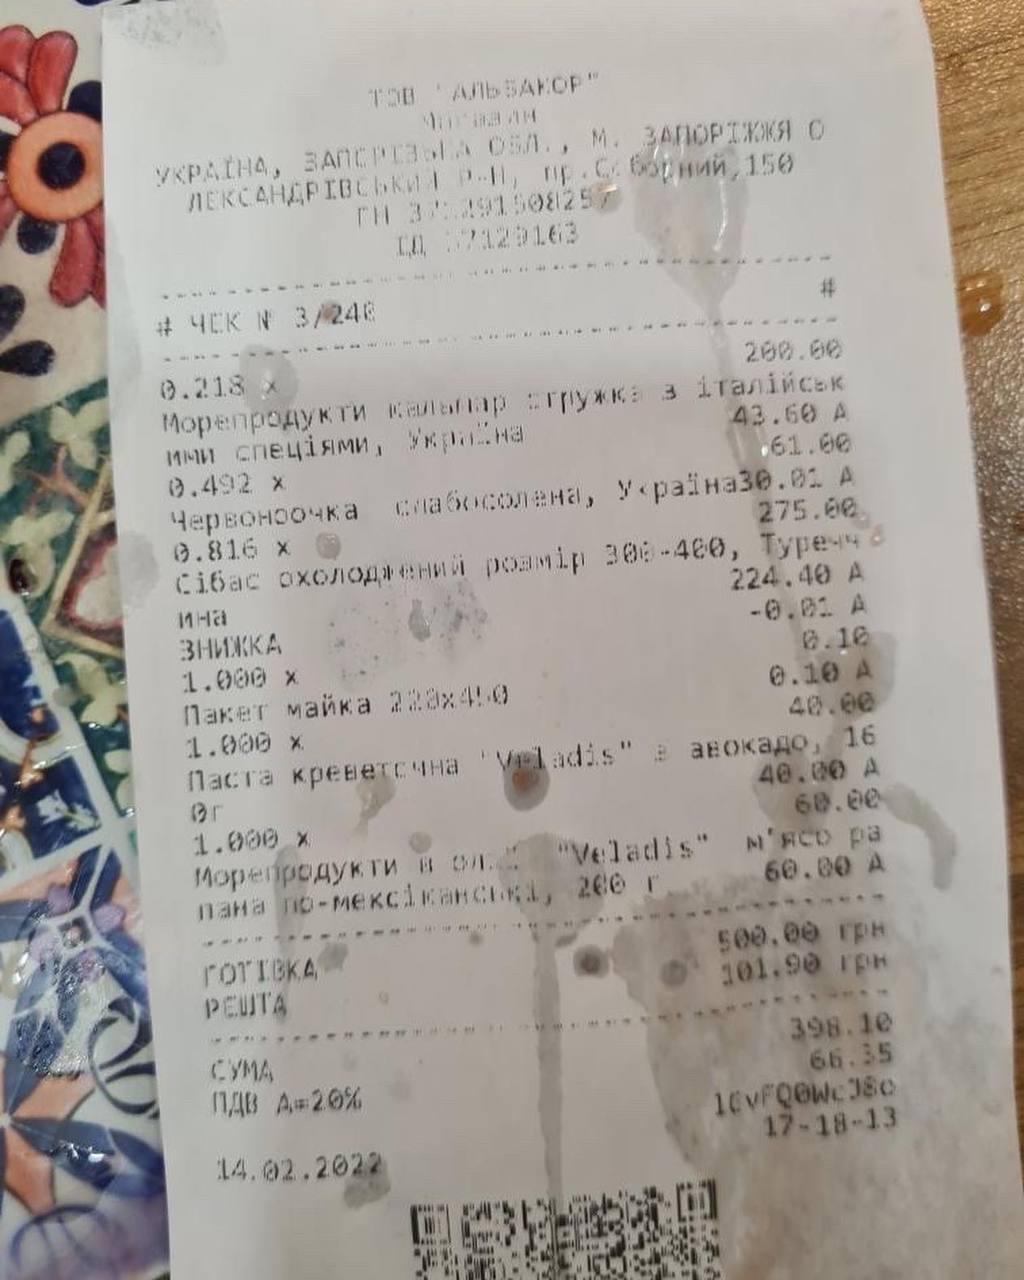 ТОВ "АЛЬБАКОР"
Магазин
УКРАЇНА, ЗАПОРІЗЬКА ОБЛ., М. ЗАПОРІЖЖЯ О
ЛЕКСАНДРІВСЬКИЙ Р-Н, пр.Соборний,150
ПН
ІД
# ЧЕК № 3/240 #
0.218 x 200.00
Морепродукти кальмар стружка з італійськ
ими спеціями, Україна 43.60 А
0.492 x 61.00
Червоноочка слабосолена, Україна30.01 А
0.816 x 275.00
Сібас охолоджений розмір 300-400, Туречч
ина 224.40 А
ЗНИЖКА -0.01 А
1.000 x 0.10
Пакет майка 0.10 А
1.000 x 40.00
Паста креветочна "Veladis" з авокадо, 16
0г 40.00 А
1.000 x 60.00
Морепродукти в "Veladis" м'ясо ра
пана по-мексіканські, 200 г 60.00 А
ГОТІВКА 500.00 грн
РЕШТА 101.90 грн
СУМА 398.10
ПДВ А=20% 66.35
14.02.2022 17-18-13